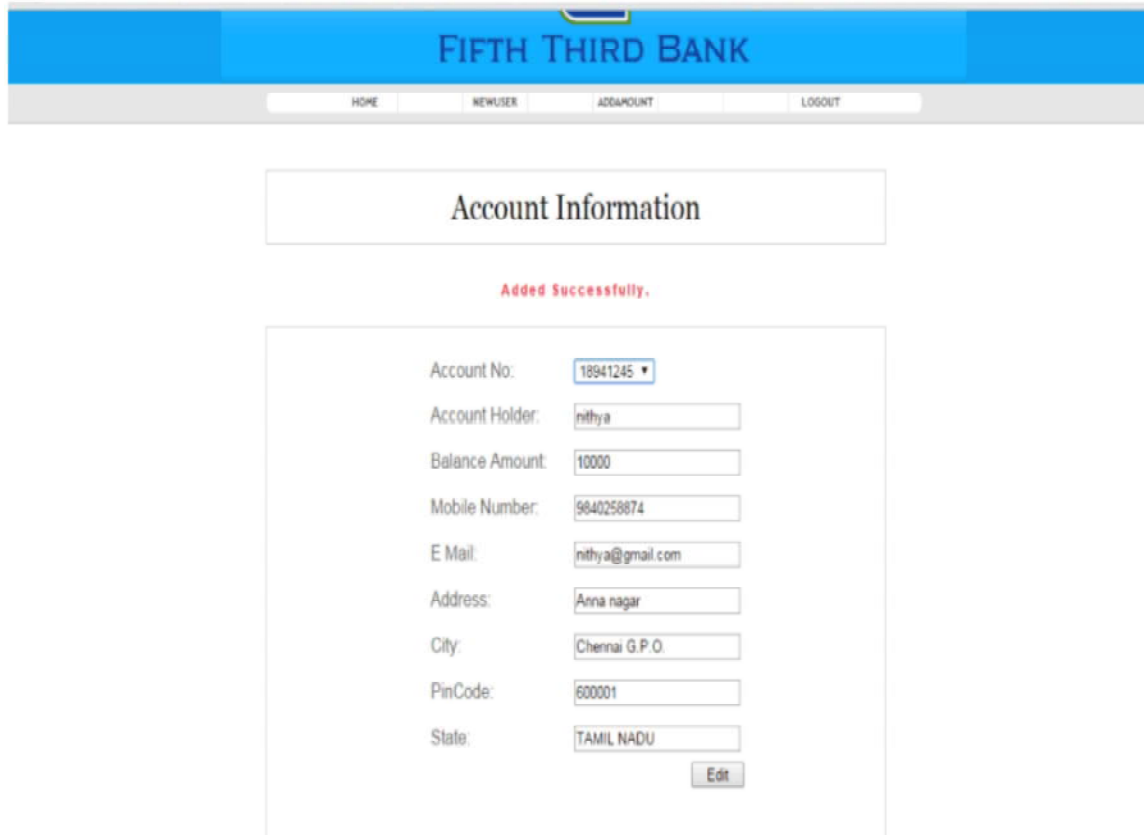 FIFTH THIRD BANK
HOME NEWUSER ADDAMOUNT LOGOUT
Account Information
Added Successfully.
Account No: 18941245
Account Holder: nithya
Balance Amount: 10000
Mobile Number: 9840258874
E Mail: nithya@gmail.com
Address: Anna nagar
City: Chennai G.P.O.
PinCode: 600001
State: TAMIL NADU
Edit